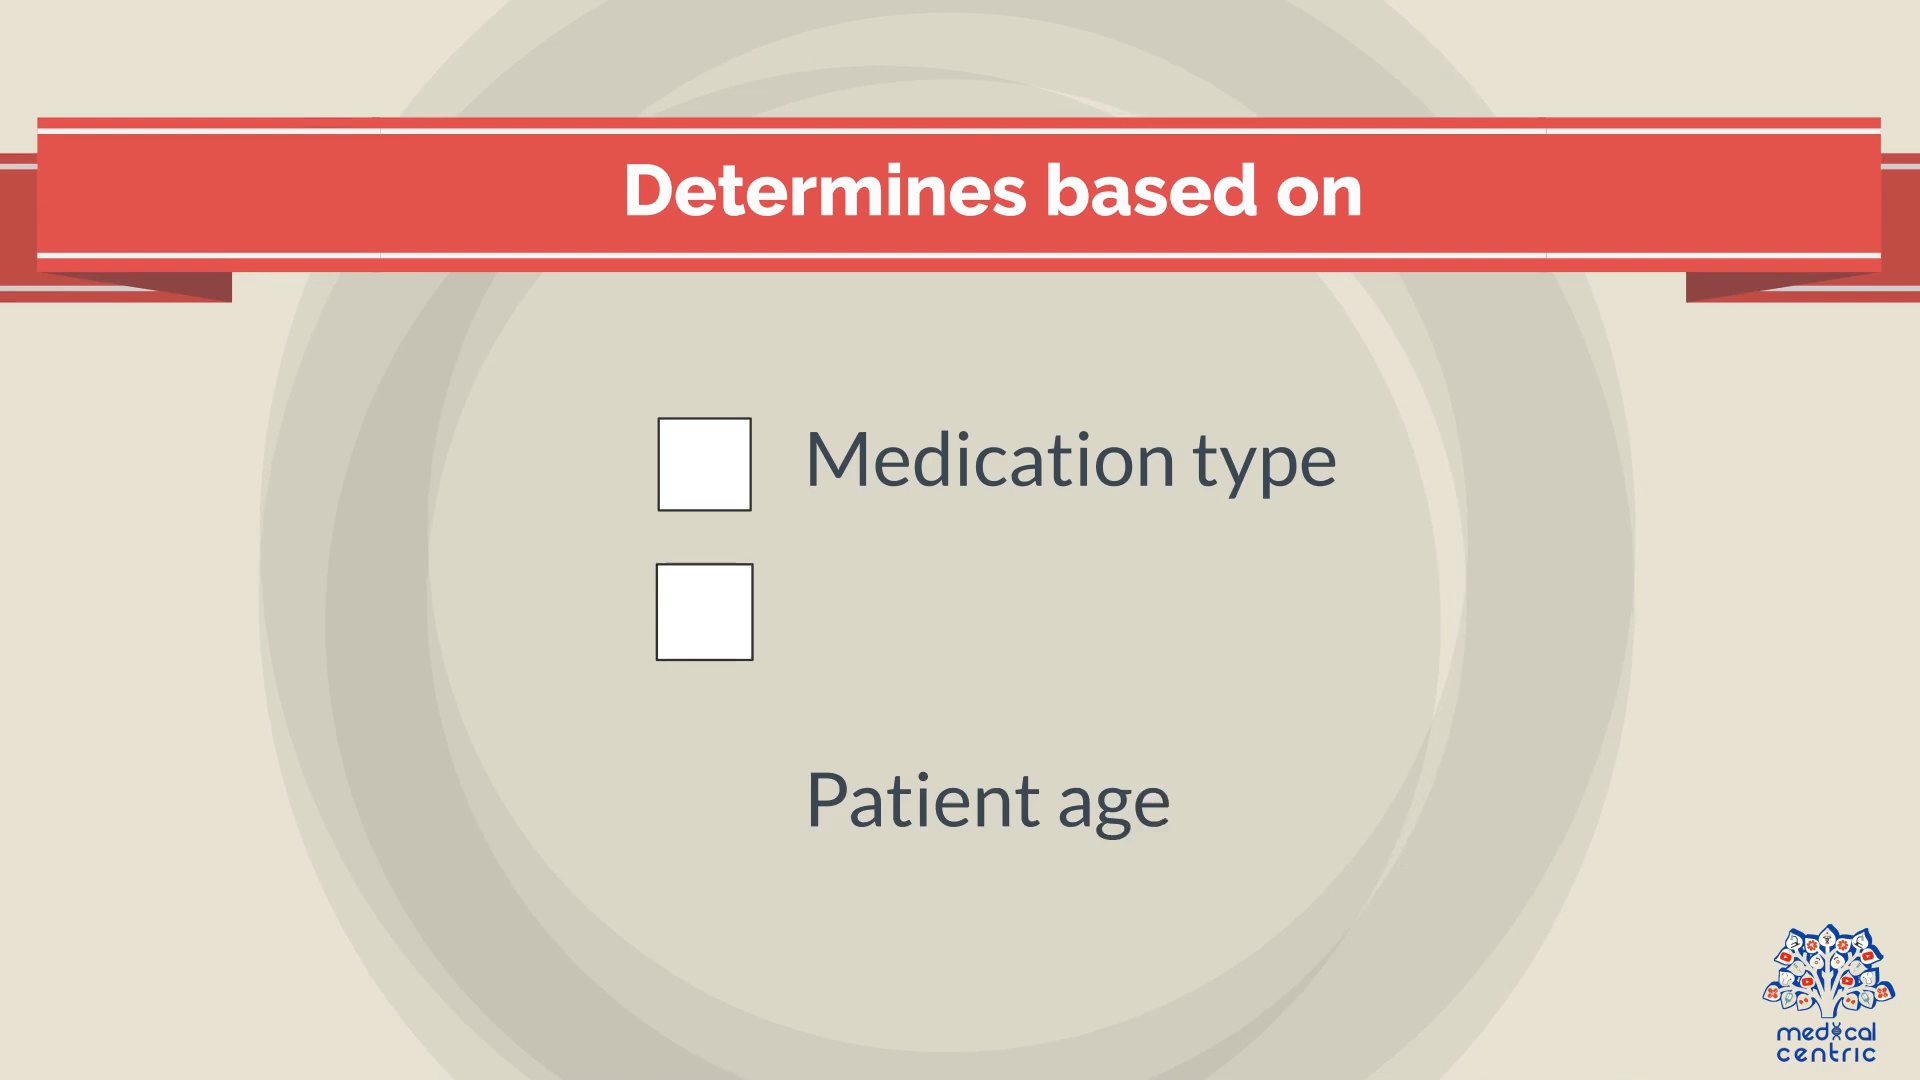 Determines based on
Medication type
Patient age
medical
centric